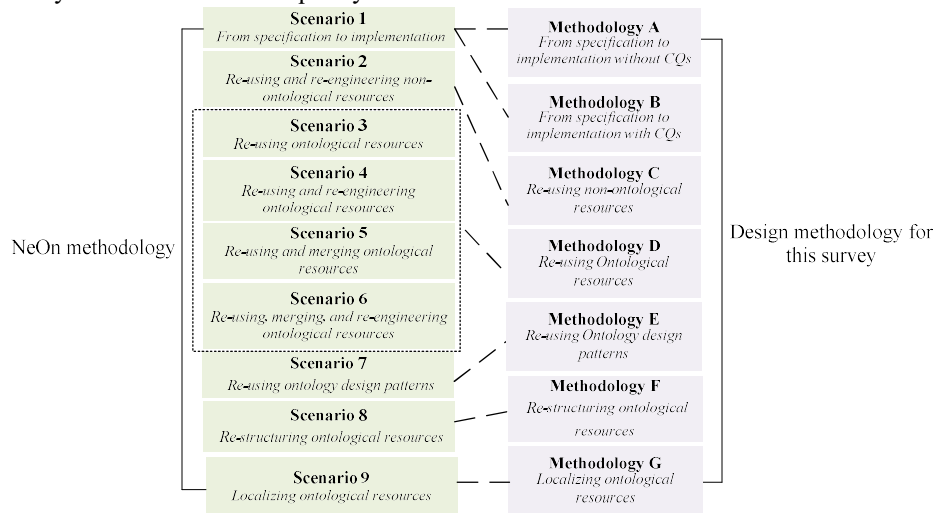 Scenario 1
From specification to implementation
Scenario 2
Re-using and re-engineering non-
ontological resources
Scenario 3
Re-using ontological resources
Scenario 4
Re-using and re-engineering
ontological resources
Scenario 5
Re-using and merging ontological
resources
Scenario 6
Re-using, merging, and re-engineering
ontological resources
Scenario 7
Re-using ontology design patterns
Scenario 8
Re-structuring ontological resources
Scenario 9
Localizing ontological resources
NeOn methodology
Methodology A
From specification to
implementation without CQs
Methodology B
From specification to
implementation with CQs
Methodology C
Re-using non-ontological
resources
Methodology D
Re-using Ontological
resources
Methodology E
Re-using Ontology design
patterns
Methodology F
Re-structuring ontological
resources
Methodology G
Localizing ontological
resources
Design methodology for
this survey